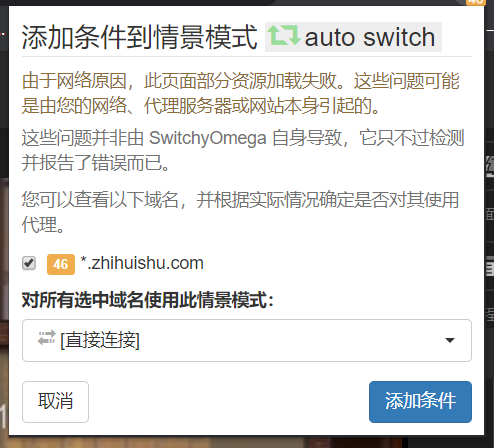 添加条件到情景模式 auto switch
由于网络原因，此页面部分资源加载失败。这些问题可能
是由您的网络、代理服务器或网站本身引起的。
这些问题并非由 SwitchyOmega 自身导致，它只不过检测
并报告了错误而已。
您可以查看以下域名，并根据实际情况确定是否对其使用
代理。
46 *.zhihuishu.com
对所有选中域名使用此情景模式：
[直接连接]
取消 添加条件